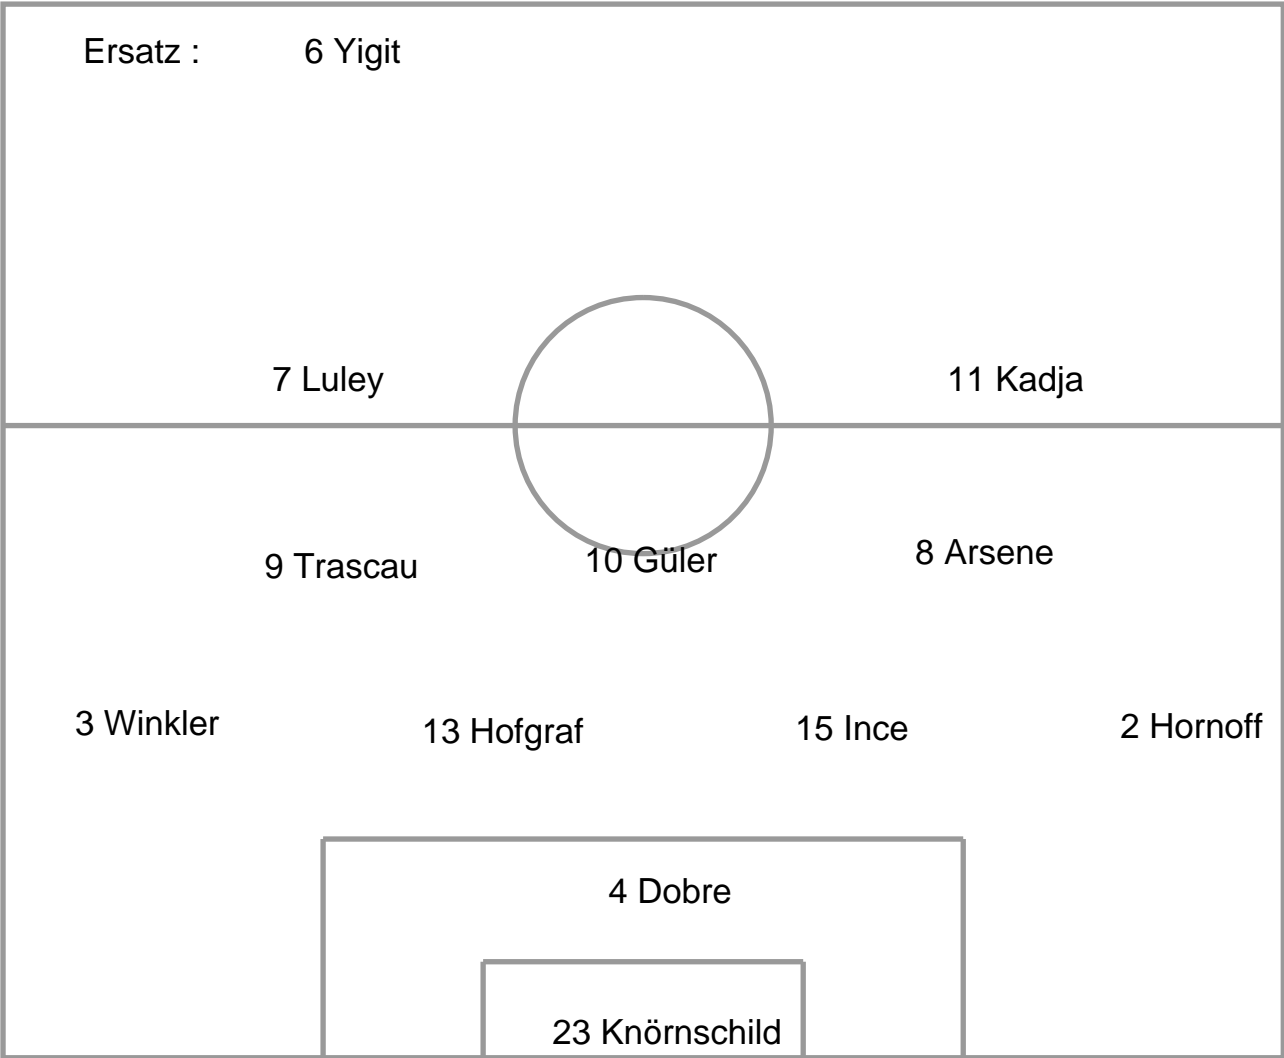 Ersatz : 6 Yigit
7 Luley 11 Kadja
9 Trascau 10 Güler 8 Arsene
3 Winkler 13 Hofgraf 15 Ince 2 Hornoff
4 Dobre
23 Knörnschild